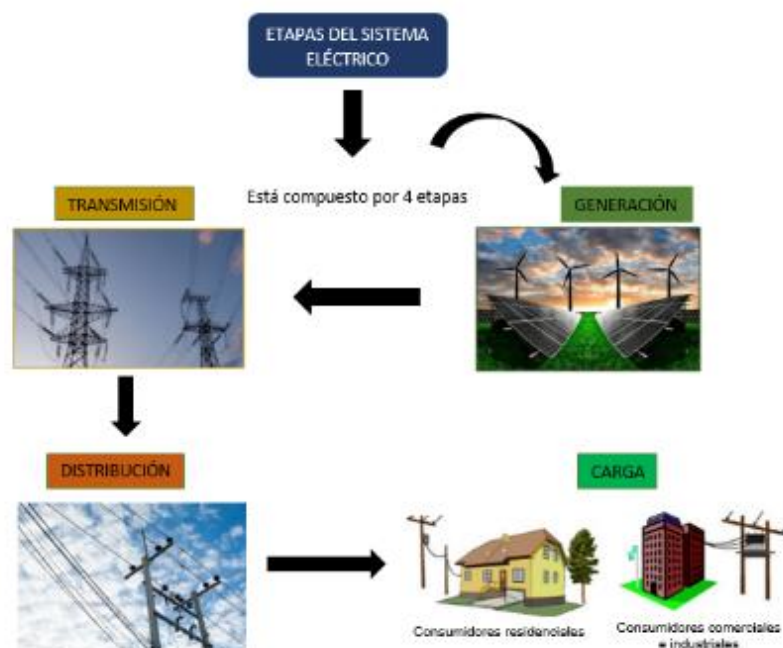 ETAPAS DEL SISTEMA
ELÉCTRICO
Está compuesto por 4 etapas
TRANSMISIÓN
GENERACIÓN
DISTRIBUCIÓN
CARGA
Consumidores residenciales
Consumidores comerciales
e industriales